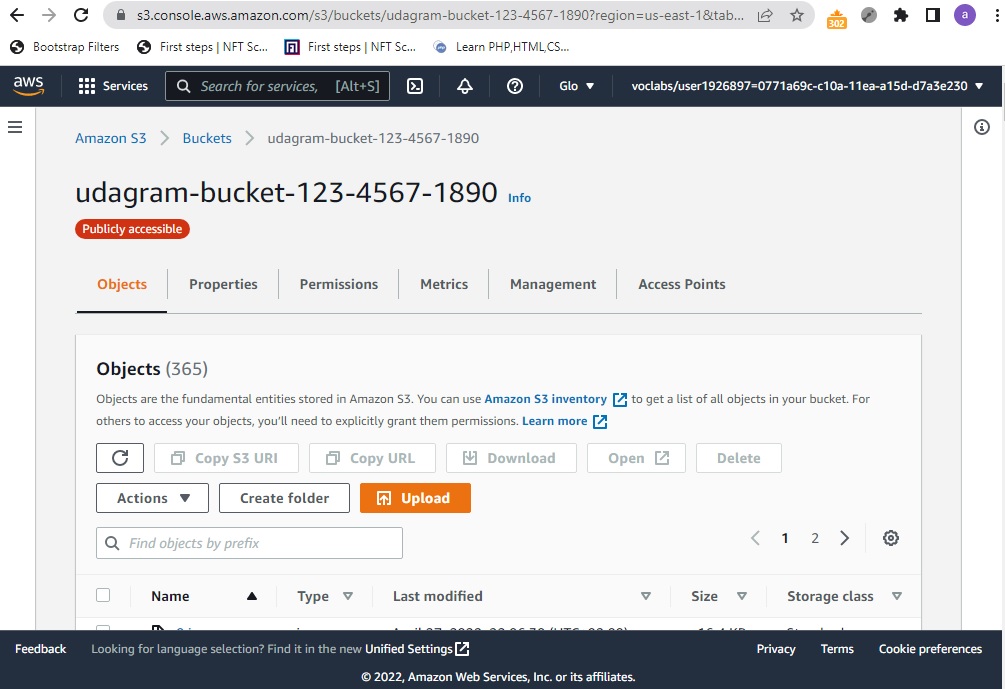 s3.console.aws.amazon.com/s3/buckets/udagram-bucket-123-4567-1890?region=us-east-1&tab...
302
a
Bootstrap Filters First steps | NFT Sc... First steps | NFT Sc... Learn PHP,HTML,CS...
aws Services Search for services, [Alt+S] Glo ▼ voclabs/user1926897=0771a69c-c10a-11ea-a15d-d7a3e230 ▼
Amazon S3 > Buckets > udagram-bucket-123-4567-1890
udagram-bucket-123-4567-1890 Info
Publicly accessible
Objects Properties Permissions Metrics Management Access Points
Objects (365)
Objects are the fundamental entities stored in Amazon S3. You can use Amazon S3 inventory to get a list of all objects in your bucket. For
others to access your objects, you'll need to explicitly grant them permissions. Learn more
Copy S3 URI Copy URL Download Open Delete
Actions ▼ Create folder Upload
Find objects by prefix 1 2
Name Type Last modified Size Storage class
Feedback Looking for language selection? Find it in the new Unified Settings Privacy Terms Cookie preferences
© 2022, Amazon Web Services, Inc. or its affiliates.